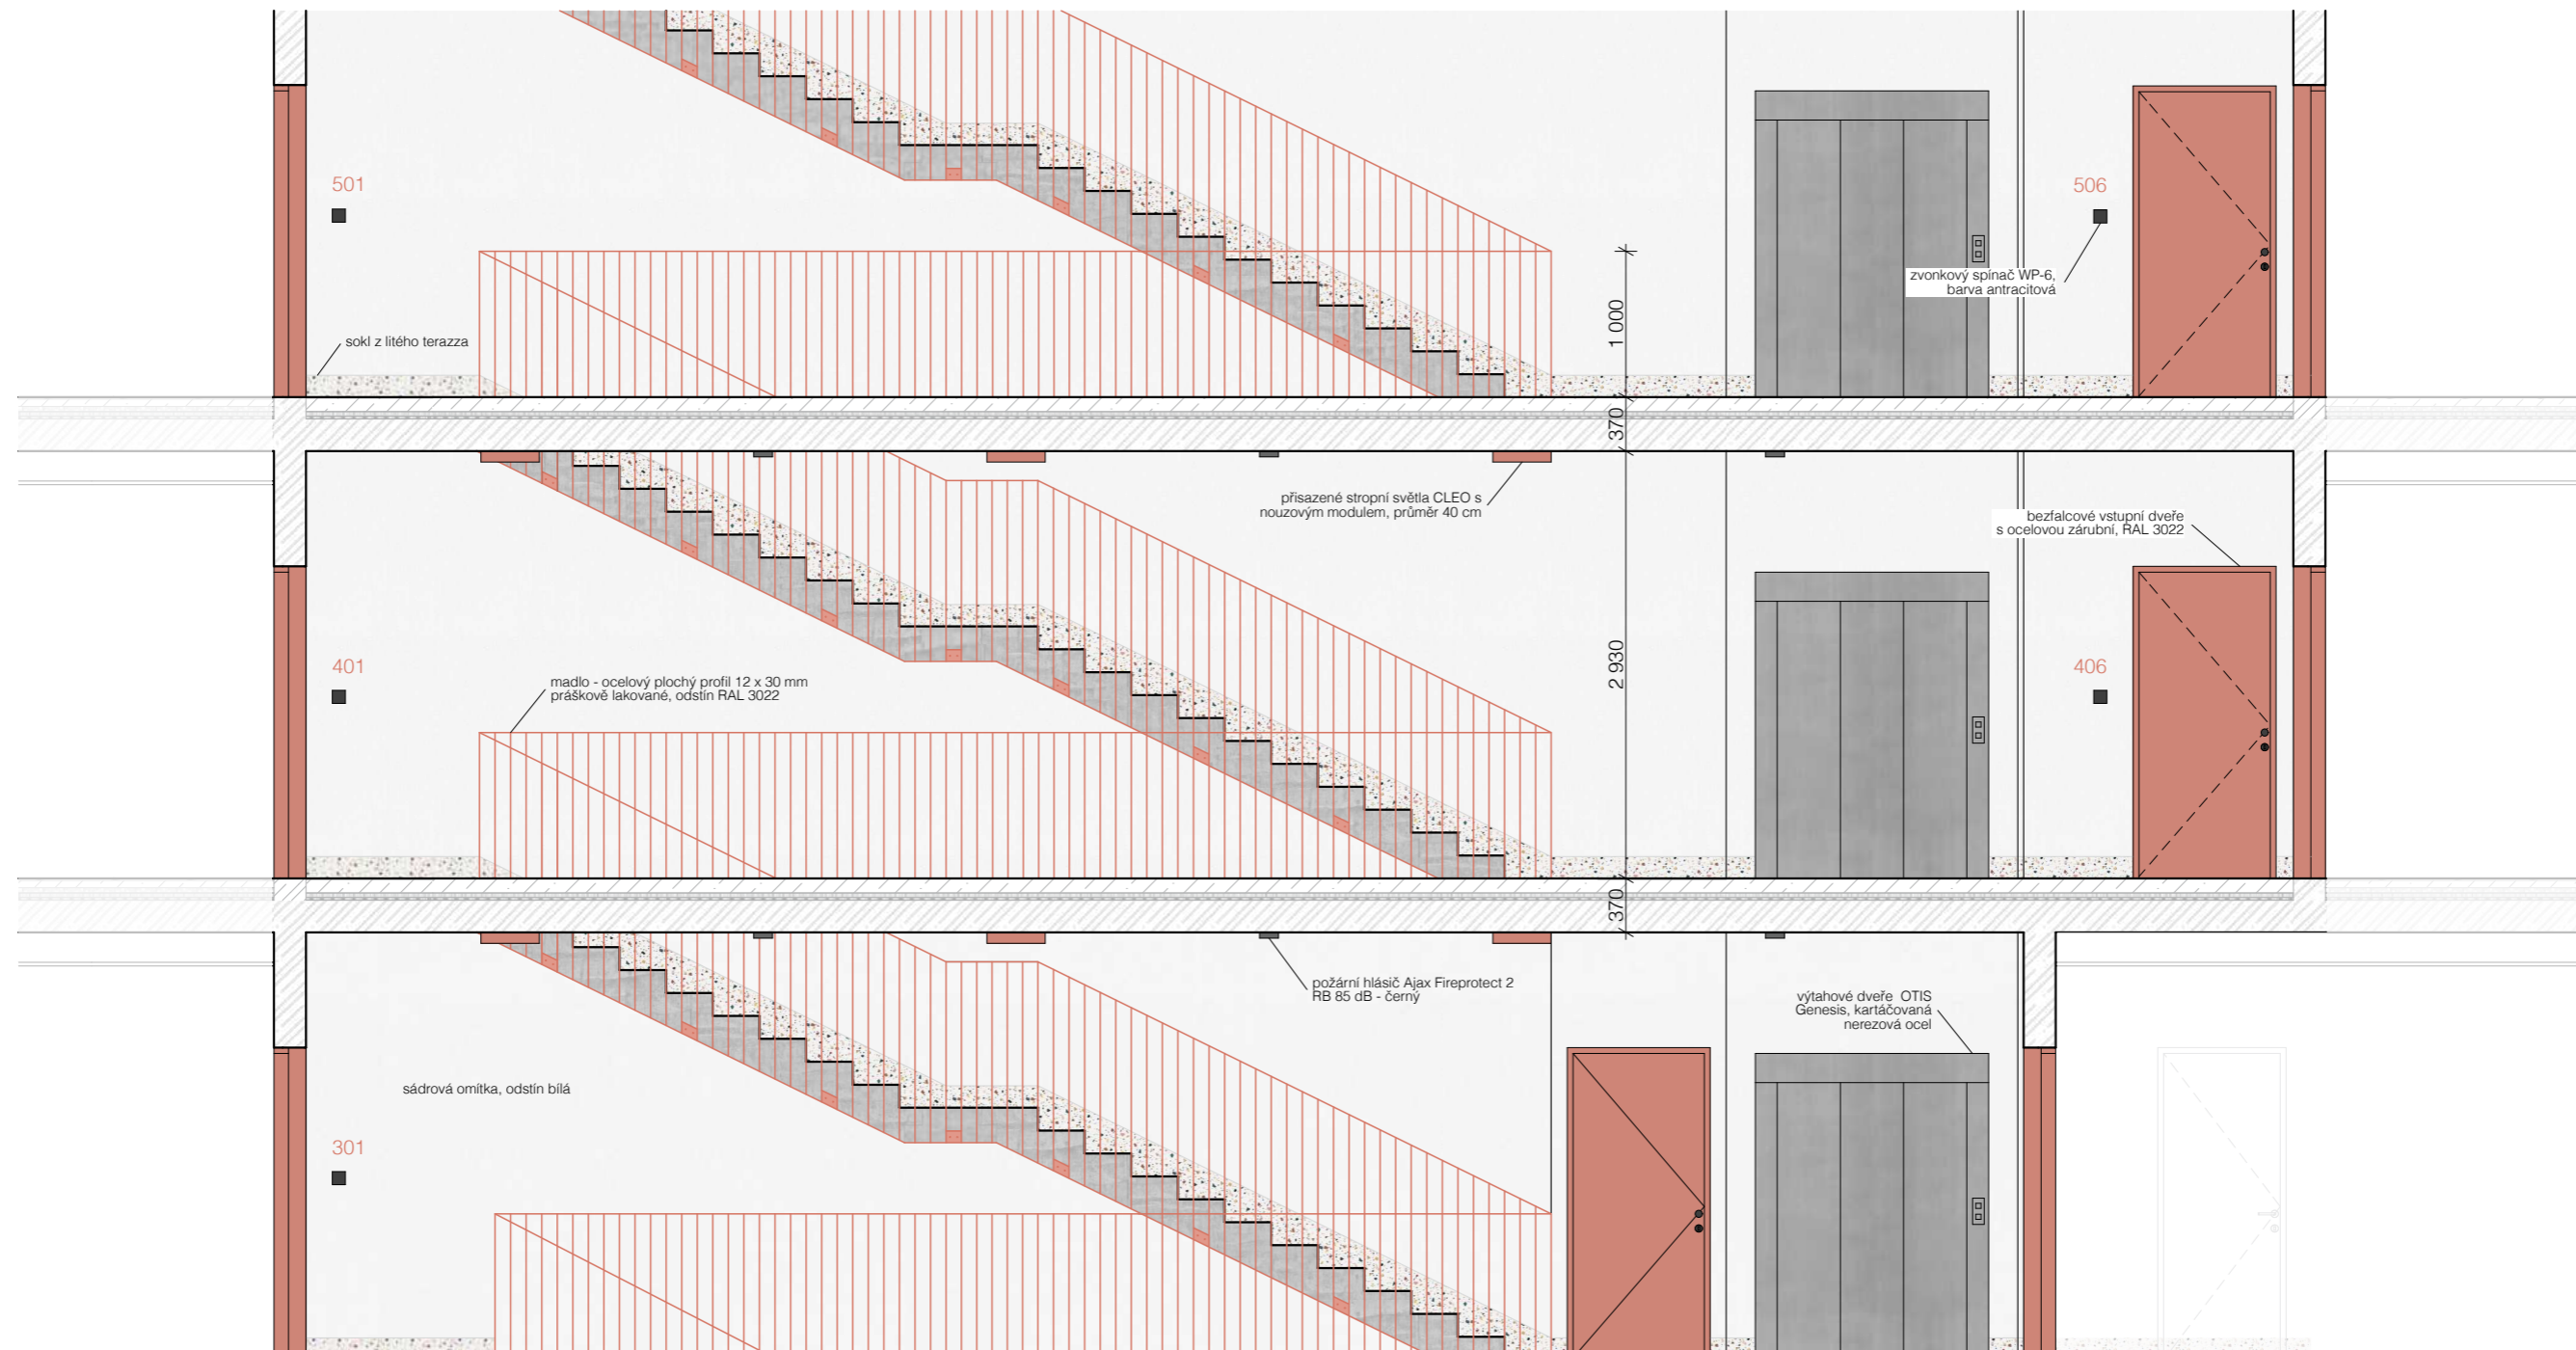 501
506
zvonkový spínač WP-6,
barva antracitová
1 000
sokl z litého terazza
370
přisazené stropní světla CLEO s
nouzovým modulem, průměr 40 cm
bezfalcové vstupní dveře
s ocelovou zárubní, RAL 3022
401
2 930
406
madlo - ocelový plochý profil 12 x 30 mm
práškově lakované, odstín RAL 3022
370
požární hlásič Ajax Fireprotect 2
RB 85 dB - černý
výtahové dveře OTIS
Genesis, kartáčovaná
nerezová ocel
sádrová omítka, odstín bílá
301